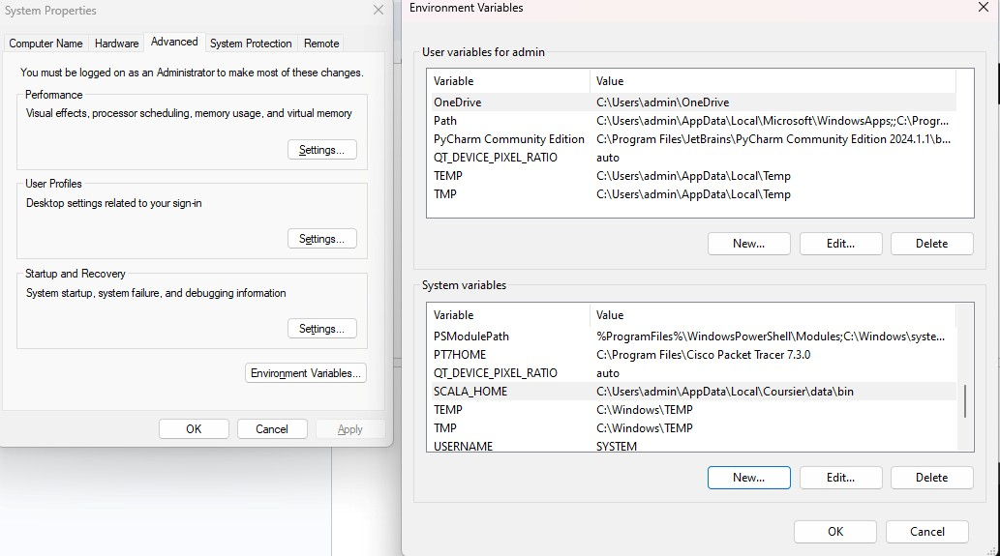 System Properties
Computer Name Hardware Advanced System Protection Remote
You must be logged on as an Administrator to make most of these changes.
Performance
Visual effects, processor scheduling, memory usage, and virtual memory
Settings...
User Profiles
Desktop settings related to your sign-in
Settings...
Startup and Recovery
System startup, system failure, and debugging information
Settings...
Environment Variables...
OK Cancel Apply
Environment Variables
User variables for admin
Variable Value
OneDrive C:\Users\admin\OneDrive
Path C:\Users\admin\AppData\Local\Microsoft\WindowsApps;;C:\Progr...
PyCharm Community Edition C:\Program Files\JetBrains\PyCharm Community Edition 2024.1.1\b...
QT_DEVICE_PIXEL_RATIO auto
TEMP C:\Users\admin\AppData\Local\Temp
TMP C:\Users\admin\AppData\Local\Temp
New... Edit... Delete
System variables
Variable Value
PSModulePath %ProgramFiles%\WindowsPowerShell\Modules;C:\Windows\syste...
PT7HOME C:\Program Files\Cisco Packet Tracer 7.3.0
QT_DEVICE_PIXEL_RATIO auto
SCALA_HOME C:\Users\admin\AppData\Local\Coursier\data\bin
TEMP C:\Windows\TEMP
TMP C:\Windows\TEMP
USERNAME SYSTEM
New... Edit... Delete
OK Cancel